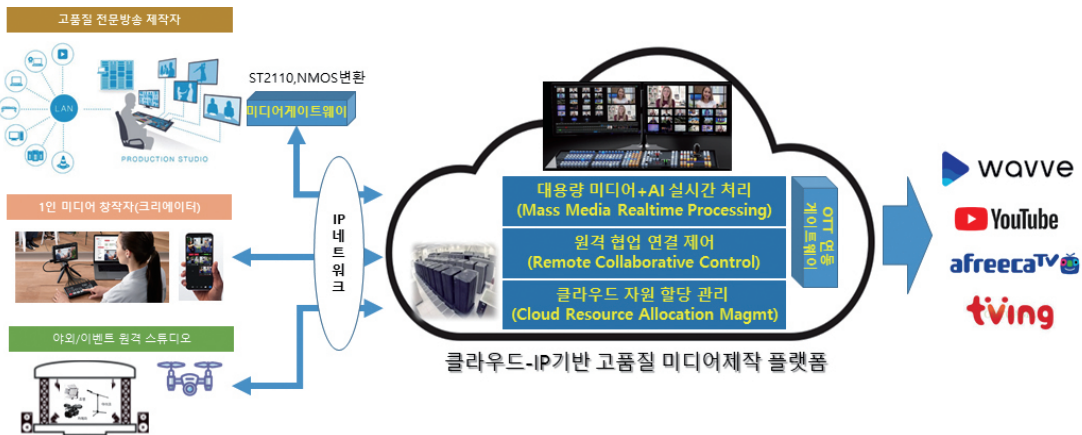 고품질 전문방송 제작자
LAN
PRODUCTION STUDIO
ST2110,NMOS변환
미디어게이트웨이
1인 미디어 창작자(크리에이터)
야외/이벤트 원격 스튜디오
IP네트워크
대용량 미디어+AI 실시간 처리
(Mass Media Realtime Processing)
원격 협업 연결 제어
(Remote Collaborative Control)
클라우드 자원 할당 관리
(Cloud Resource Allocation Magmt)
OTT 연동
게이트웨이
클라우드-IP기반 고품질 미디어제작 플랫폼
wavve
YouTube
afreecaTV
tving